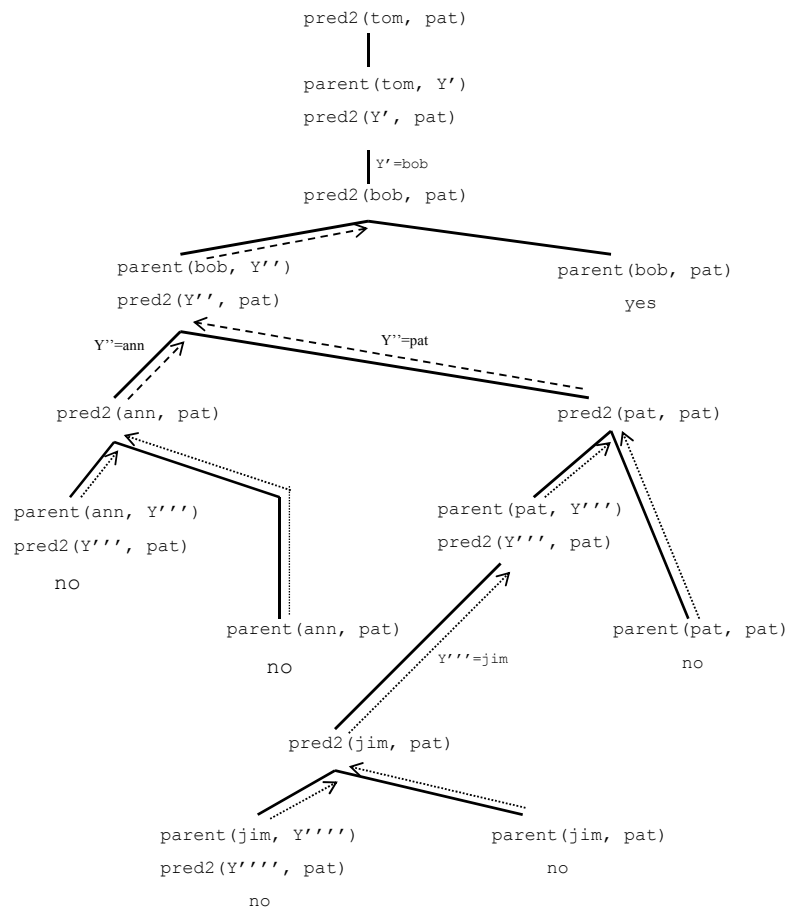 pred2(tom, pat)
parent(tom, Y’)
pred2(Y’, pat)
Y’=bob
pred2(bob, pat)
parent(bob, Y’’)
pred2(Y’’, pat)
parent(bob, pat)
yes
Y’’=ann
Y’’=pat
pred2(ann, pat)
pred2(pat, pat)
parent(ann, Y’’’)
pred2(Y’’’, pat)
no
parent(pat, Y’’’)
pred2(Y’’’, pat)
parent(ann, pat)
no
parent(pat, pat)
no
Y’’’=jim
pred2(jim, pat)
parent(jim, Y’’’’)
pred2(Y’’’’, pat)
no
parent(jim, pat)
no